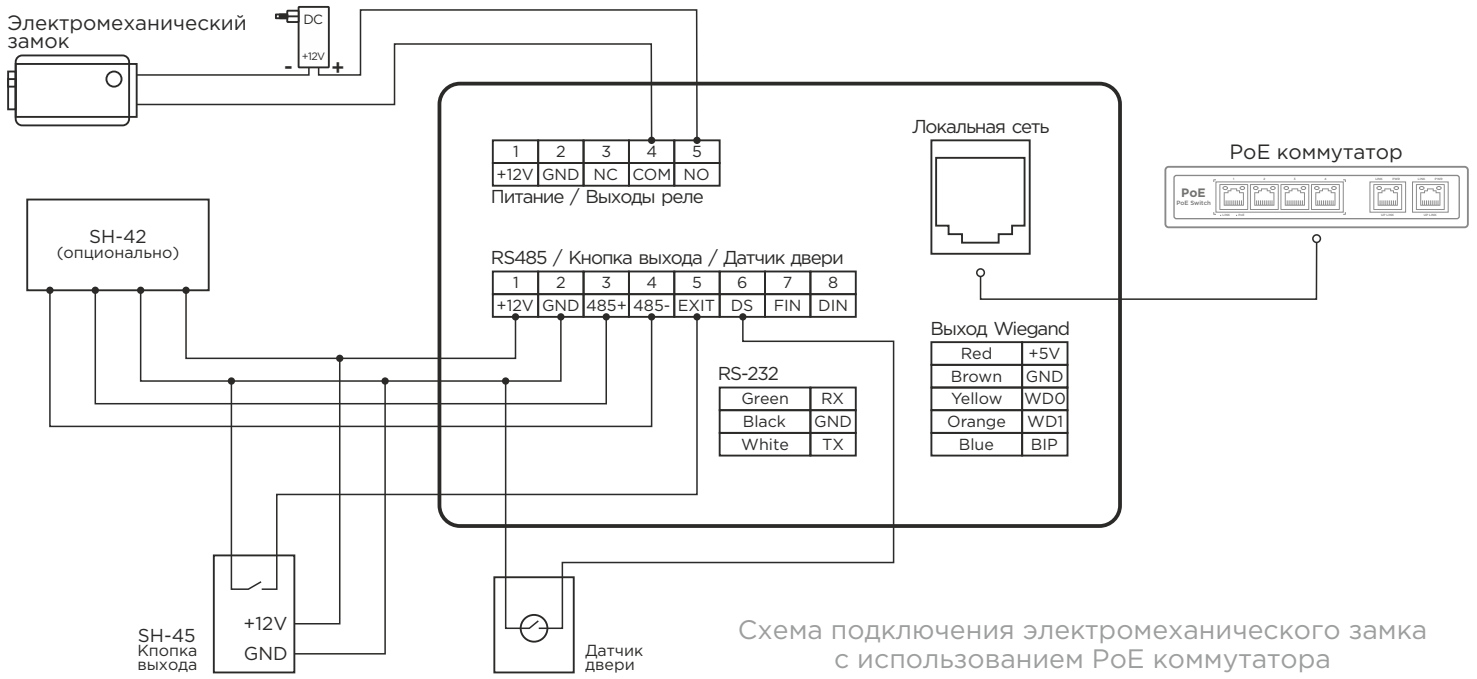 Электромеханический
замок
DC
+12V
- +
Локальная сеть
1 2 3 4 5
+12V GND NC COM NO
Питание / Выходы реле
PoE коммутатор
PoE
PoE Switch
SH-42
(опционально)
RS485 / Кнопка выхода / Датчик двери
1 2 3 4 5 6 7 8
+12V GND 485+ 485- EXIT DS FIN DIN
Выход Wiegand
Red +5V
Brown GND
Yellow WD0
Orange WD1
Blue BIP
RS-232
Green RX
Black GND
White TX
+12V
GND
SH-45
Кпопка
выхода
Датчик
двери
Схема подключения электромеханического замка
с использованием PoE коммутатора